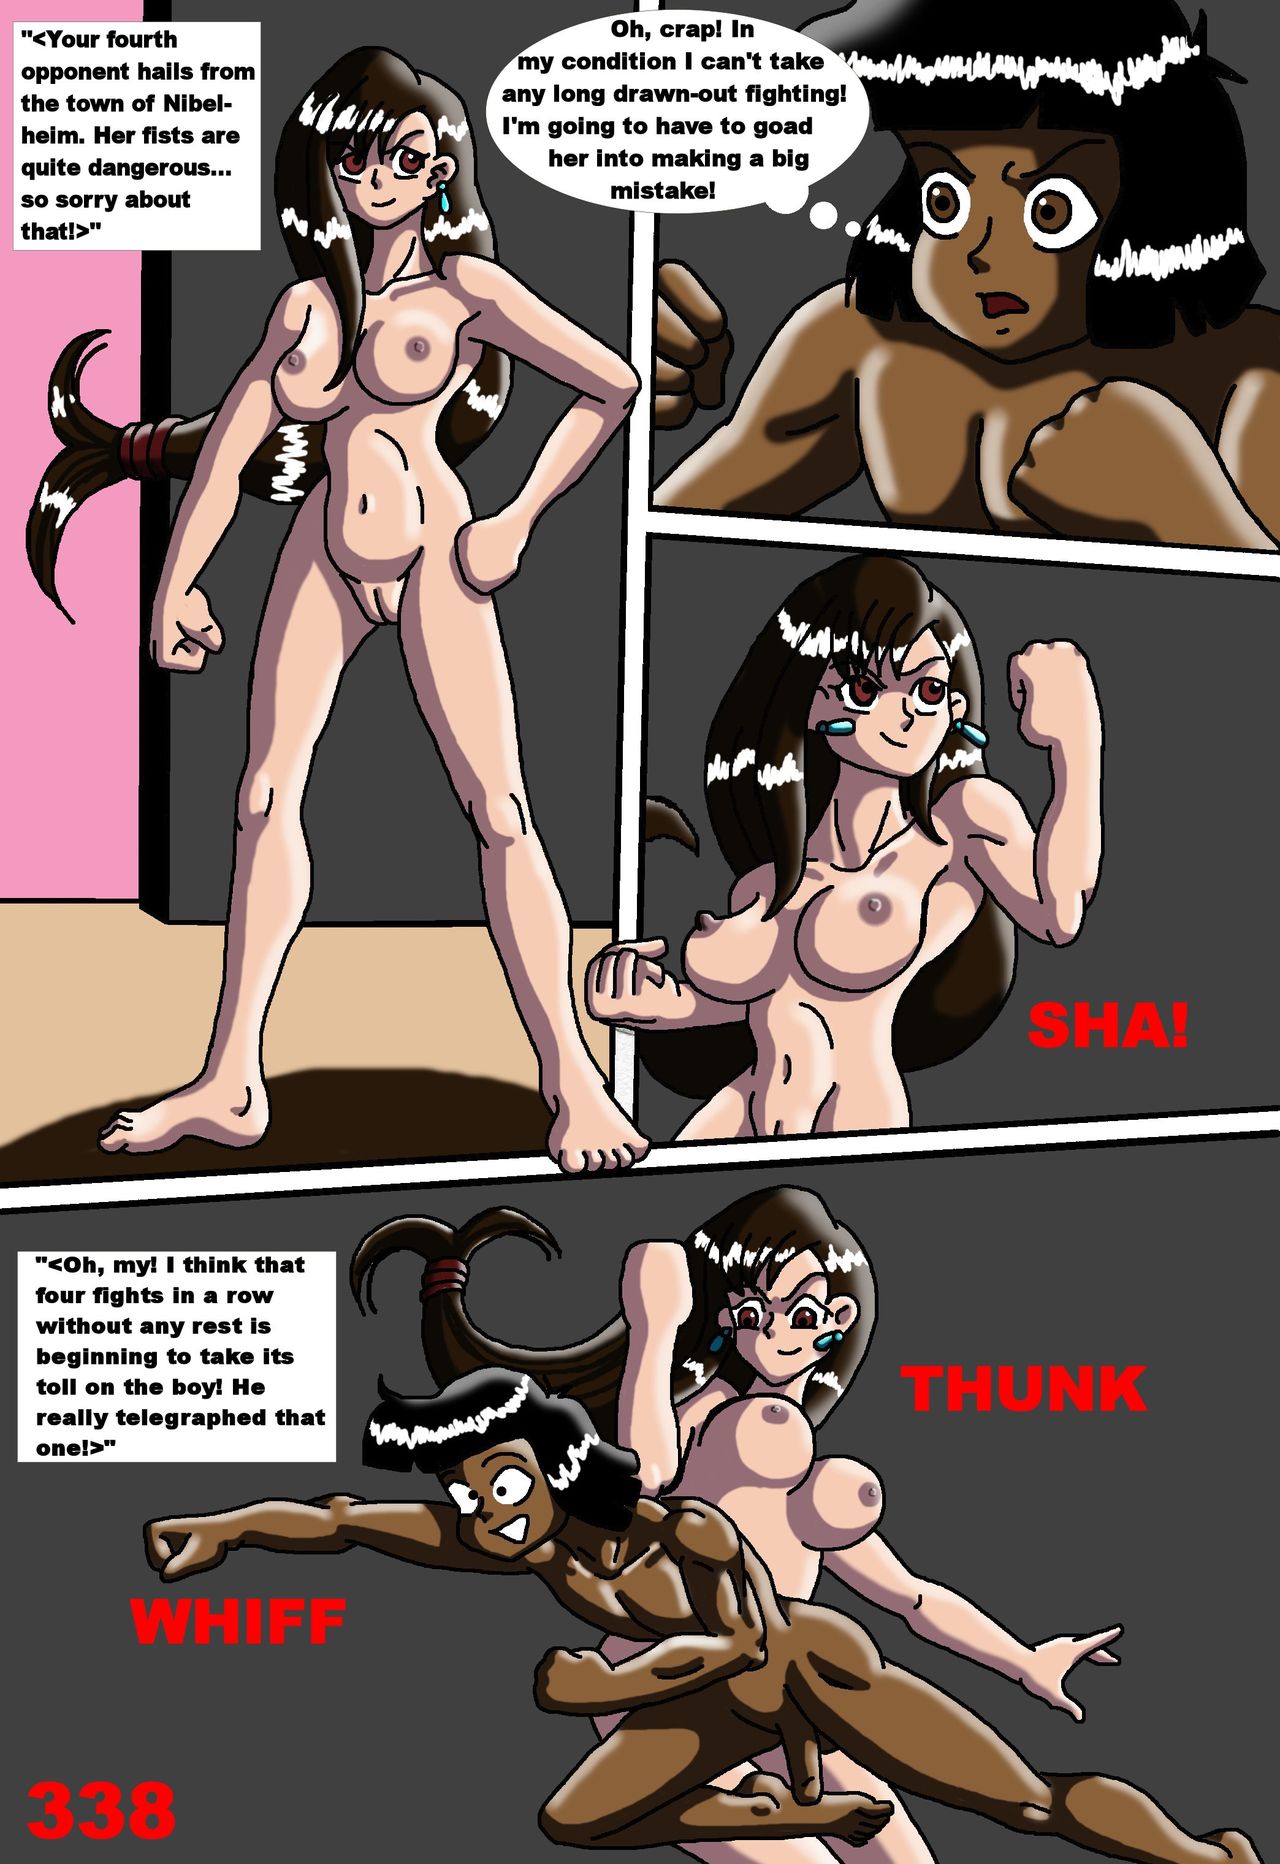 "<Your fourth
opponent hails from
the town of Nibel-
heim. Her fists are
quite dangerous...
so sorry about
that!>"
Oh, crap! In
my condition I can't take
any long drawn-out fighting!
I'm going to have to goad
her into making a big
mistake!
SHA!
"<Oh, my! I think that
four fights in a row
without any rest is
beginning to take its
toll on the boy! He
really telegraphed that
one!>"
THUNK
WHIFF
338